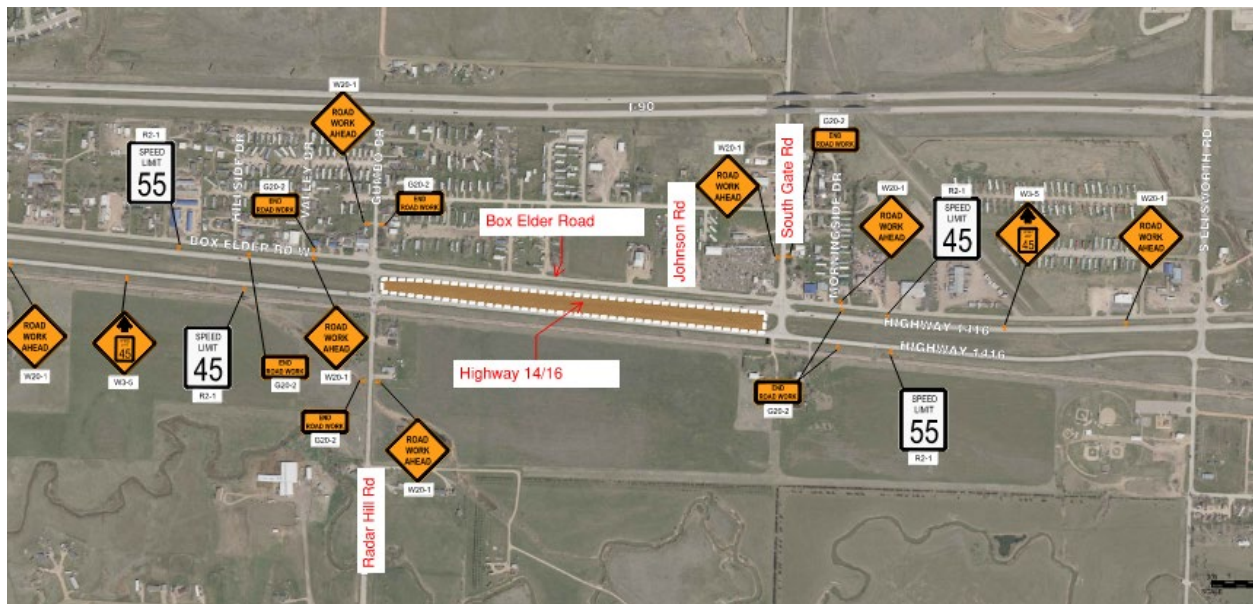 I-90
W20-1
ROAD
WORK
AHEAD
R2-1
SPEED
LIMIT
55
HILLSIDE DR
VALLEY DR
GUMBO DR
G20-2
END
ROAD WORK
G20-2
END
ROAD WORK
Box Elder Road
BOX ELDER RD W
Johnson Rd
W20-1
ROAD
WORK
AHEAD
South Gate Rd
G20-2
END
ROAD WORK
MORNINGSIDE DR
W20-1
ROAD
WORK
AHEAD
R2-1
SPEED
LIMIT
45
W3-5
45
W20-1
ROAD
WORK
AHEAD
S ELLSWORTH RD
HIGHWAY 1416
HIGHWAY 1416
ROAD
WORK
AHEAD
W20-1
45
W3-5
SPEED
LIMIT
45
R2-1
END
ROAD WORK
G20-2
ROAD
WORK
AHEAD
W20-1
Highway 14/16
END
ROAD WORK
G20-2
ROAD
WORK
AHEAD
W20-1
Radar Hill Rd
END
ROAD WORK
G20-2
SPEED
LIMIT
55
R2-1